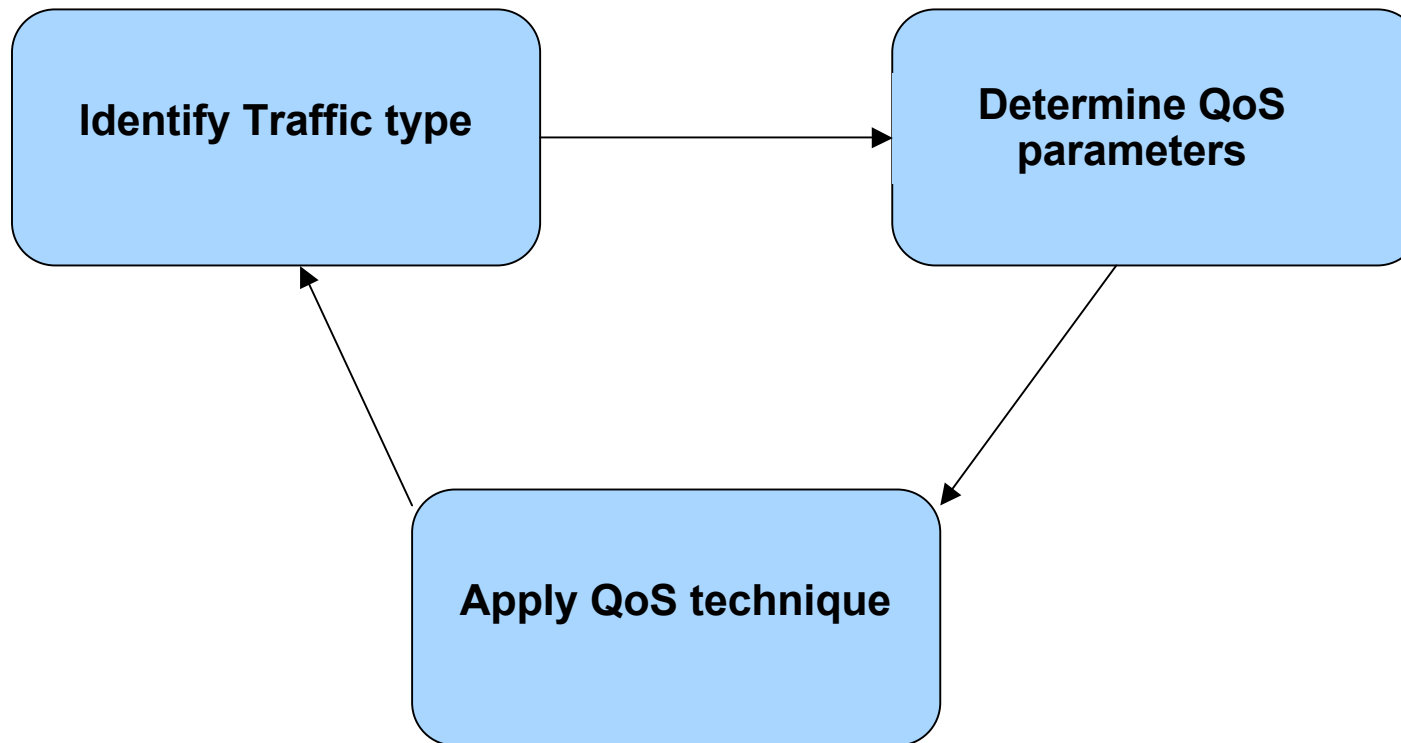 Identify Traffic type
Determine QoS
parameters
Apply QoS technique